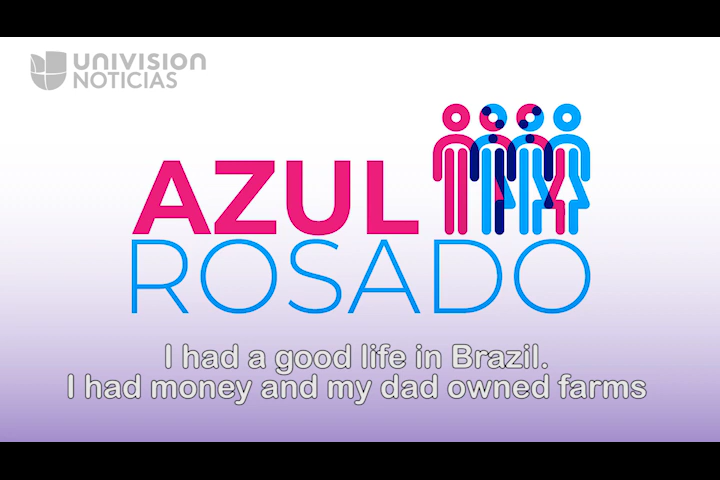 UNIVISION
NOTICIAS
AZUL
ROSADO
I had a good life in Brazil.
I had money and my dad owned farms